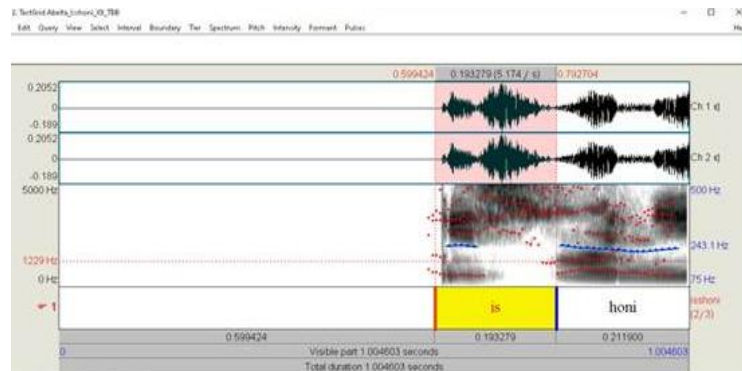 Edit Query View Select Interval Boundary Tier Spectrum Pitch Intensity Formant Pulses
0.599424 0.193279 (5.174 / s) 0.792704
0.2052
0
-0.189
Ch 1
0.2052
0
-0.189
Ch 2
5000 Hz 500 Hz
243.1 Hz
1229 Hz
0 Hz 75 Hz
1 is honi isshoni
(2/3)
0.599424 0.193279 0.211900
0 Visible part 1.004603 seconds 1.004603
Total duration 1.004603 seconds